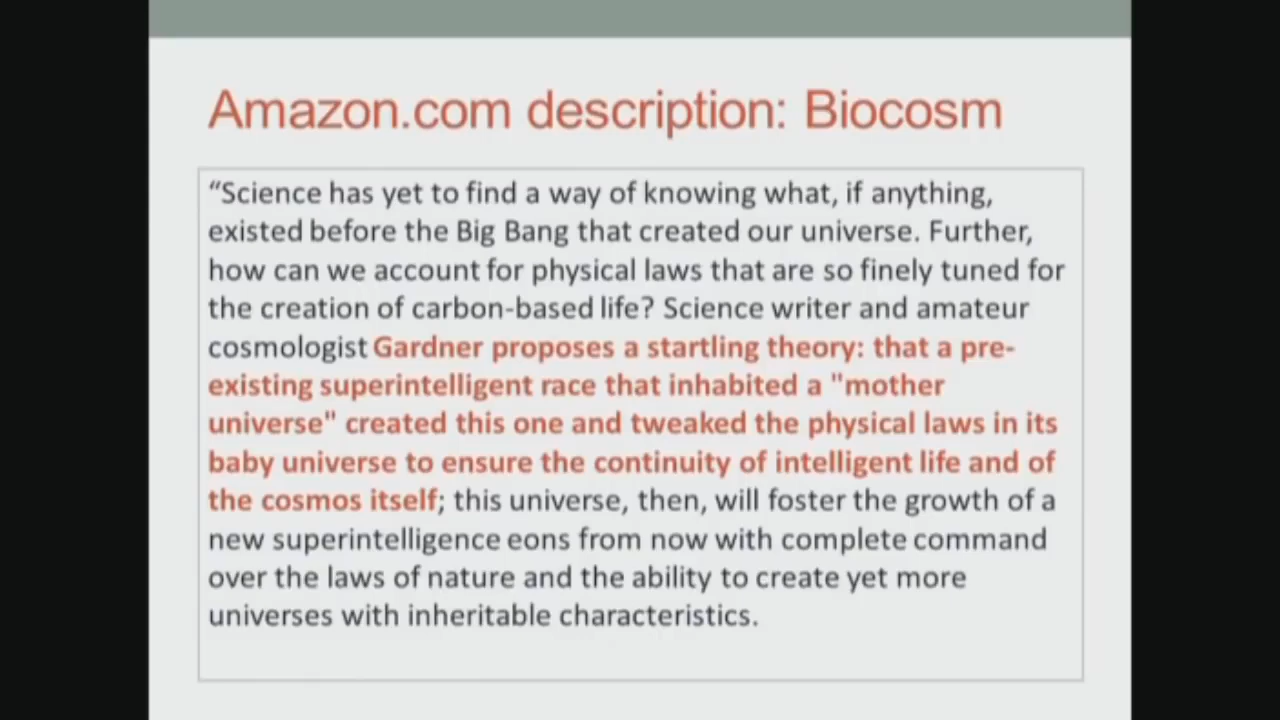 Amazon.com description: Biocosm
“Science has yet to find a way of knowing what, if anything,
existed before the Big Bang that created our universe. Further,
how can we account for physical laws that are so finely tuned for
the creation of carbon-based life? Science writer and amateur
cosmologist Gardner proposes a startling theory: that a pre-
existing superintelligent race that inhabited a "mother
universe" created this one and tweaked the physical laws in its
baby universe to ensure the continuity of intelligent life and of
the cosmos itself; this universe, then, will foster the growth of a
new superintelligence eons from now with complete command
over the laws of nature and the ability to create yet more
universes with inheritable characteristics.